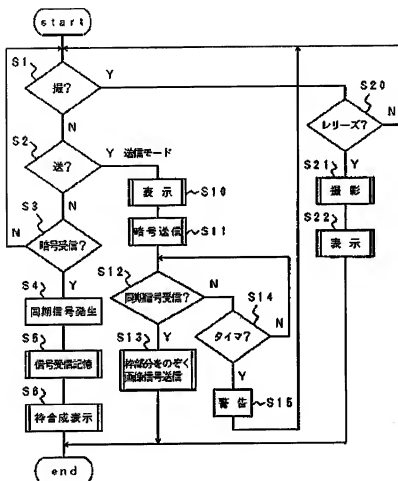 start
S1
撮?
Y
N
S20
レリーズ?
N
Y
S2
送?
Y 送信モード
N
S10
表示
S21
撮影
S3
暗号受信?
N
Y
S11
暗号送信
S22
表示
S4
同期信号発生
S12
同期信号受信?
N
Y
S14
タイマ?
N
Y
S5
信号受信記憶
S13
枠部分をのぞく
画像信号送信
S6
枠合成表示
警告
S15
end